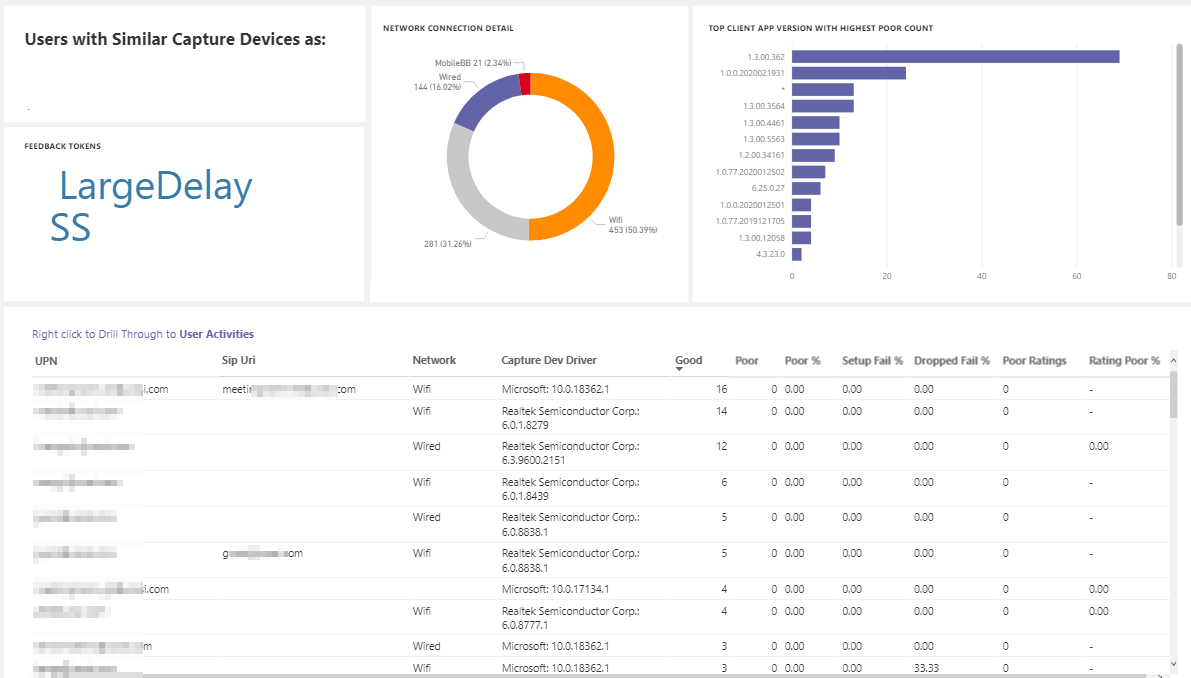 Users with Similar Capture Devices as:
.
FEEDBACK TOKENS
LargeDelay
SS
NETWORK CONNECTION DETAIL
MobileBB 21 (2.34%)
Wired
144 (16.02%)
281 (31.26%)
Wifi
453 (50.39%)
TOP CLIENT APP VERSION WITH HIGHEST POOR COUNT
1.3.00.362
1.0.0.2020021931
*
1.3.00.3564
1.3.00.4461
1.3.00.5563
1.2.00.34161
1.0.77.2020012502
6.25.0.27
1.0.0.2020012501
1.0.77.2019121705
1.3.00.12058
4.3.23.0
0 20 40 60 80
Right click to Drill Through to User Activities
UPN Sip Uri Network Capture Dev Driver Good Poor Poor % Setup Fail % Dropped Fail % Poor Ratings Rating Poor %
.com .com Wifi Microsoft: 10.0.18362.1 16 0 0.00 0.00 0.00 0 -
Wifi Realtek Semiconductor Corp.: 14 0 0.00 0.00 0.00 0 -
6.0.1.8279
Wired Realtek Semiconductor Corp.: 12 0 0.00 0.00 0.00 0 0.00
6.3.9600.2151
Wifi Realtek Semiconductor Corp.: 6 0 0.00 0.00 0.00 0 -
6.0.1.8439
Wired Realtek Semiconductor Corp.: 5 0 0.00 0.00 0.00 0 -
6.0.8838.1
Wifi Realtek Semiconductor Corp.: 5 0 0.00 0.00 0.00 0 -
6.0.8838.1
.com Microsoft: 10.0.17134.1 4 0 0.00 0.00 0.00 0 0.00
Wifi Realtek Semiconductor Corp.: 4 0 0.00 0.00 0.00 0 0.00
6.0.8777.1
Wired Microsoft: 10.0.18362.1 3 0 0.00 0.00 0.00 0 -
Wifi Microsoft: 10.0.18362.1 3 0 0.00 0.00 33.33 0 -